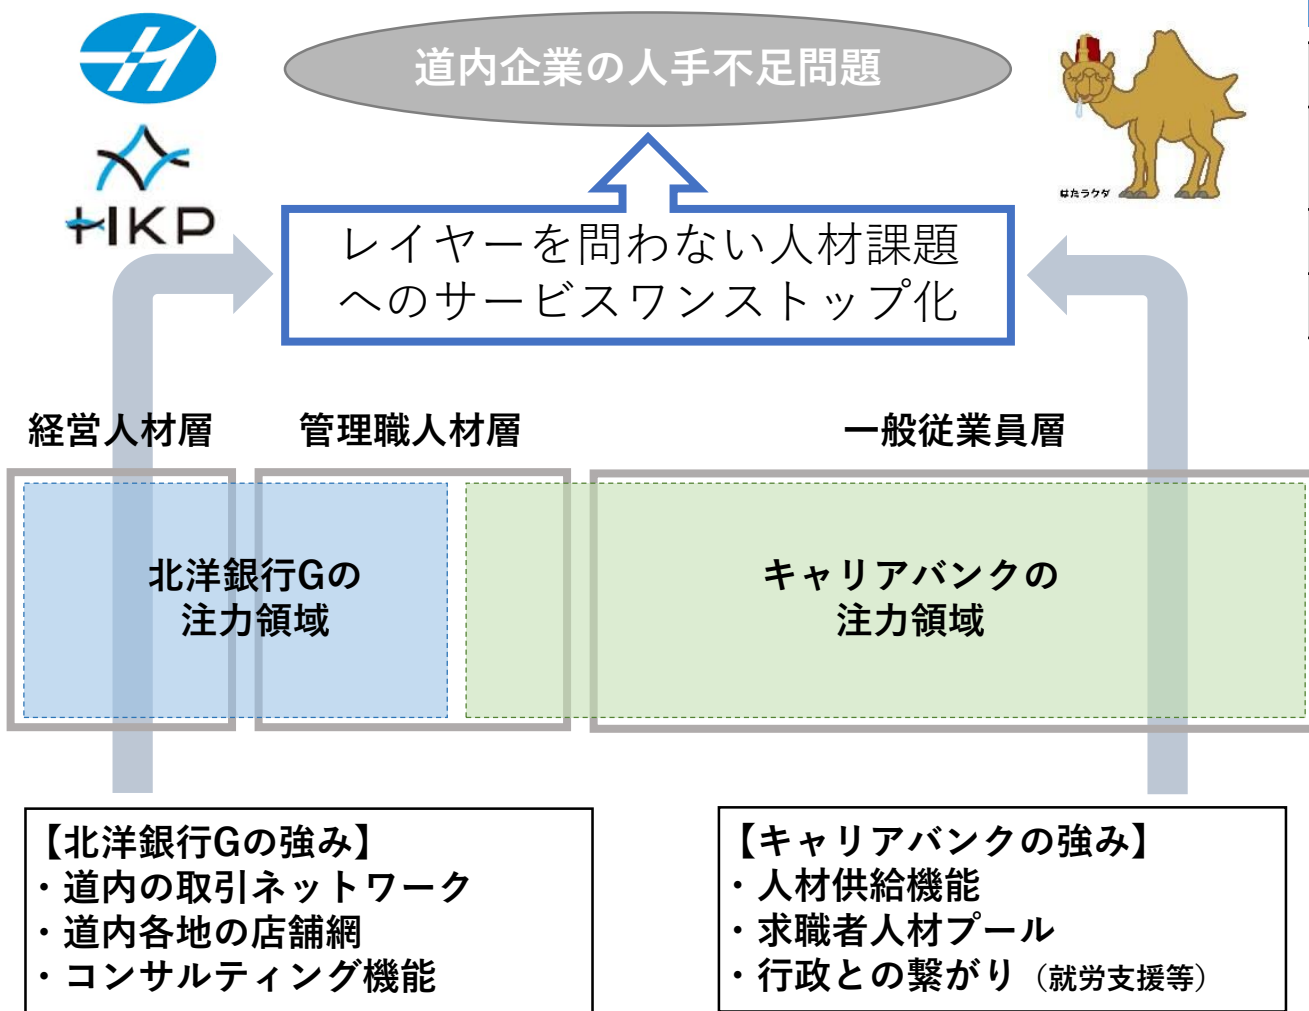 道内企業の人手不足問題
HKP
はたラクダ
レイヤーを問わない人材課題
へのサービスワンストップ化
経営人材層
管理職人材層
一般従業員層
北洋銀行Gの
注力領域
キャリアバンクの
注力領域
【北洋銀行Gの強み】
・道内の取引ネットワーク
・道内各地の店舗網
・コンサルティング機能
【キャリアバンクの強み】
・人材供給機能
・求職者人材プール
・行政との繋がり（就労支援等）